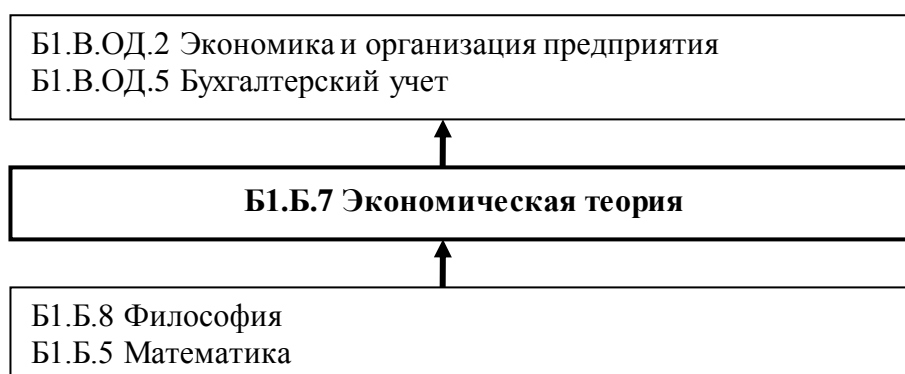 Б1.В.ОД.2 Экономика и организация предприятия
Б1.В.ОД.5 Бухгалтерский учет
Б1.Б.7 Экономическая теория
Б1.Б.8 Философия
Б1.Б.5 Математика